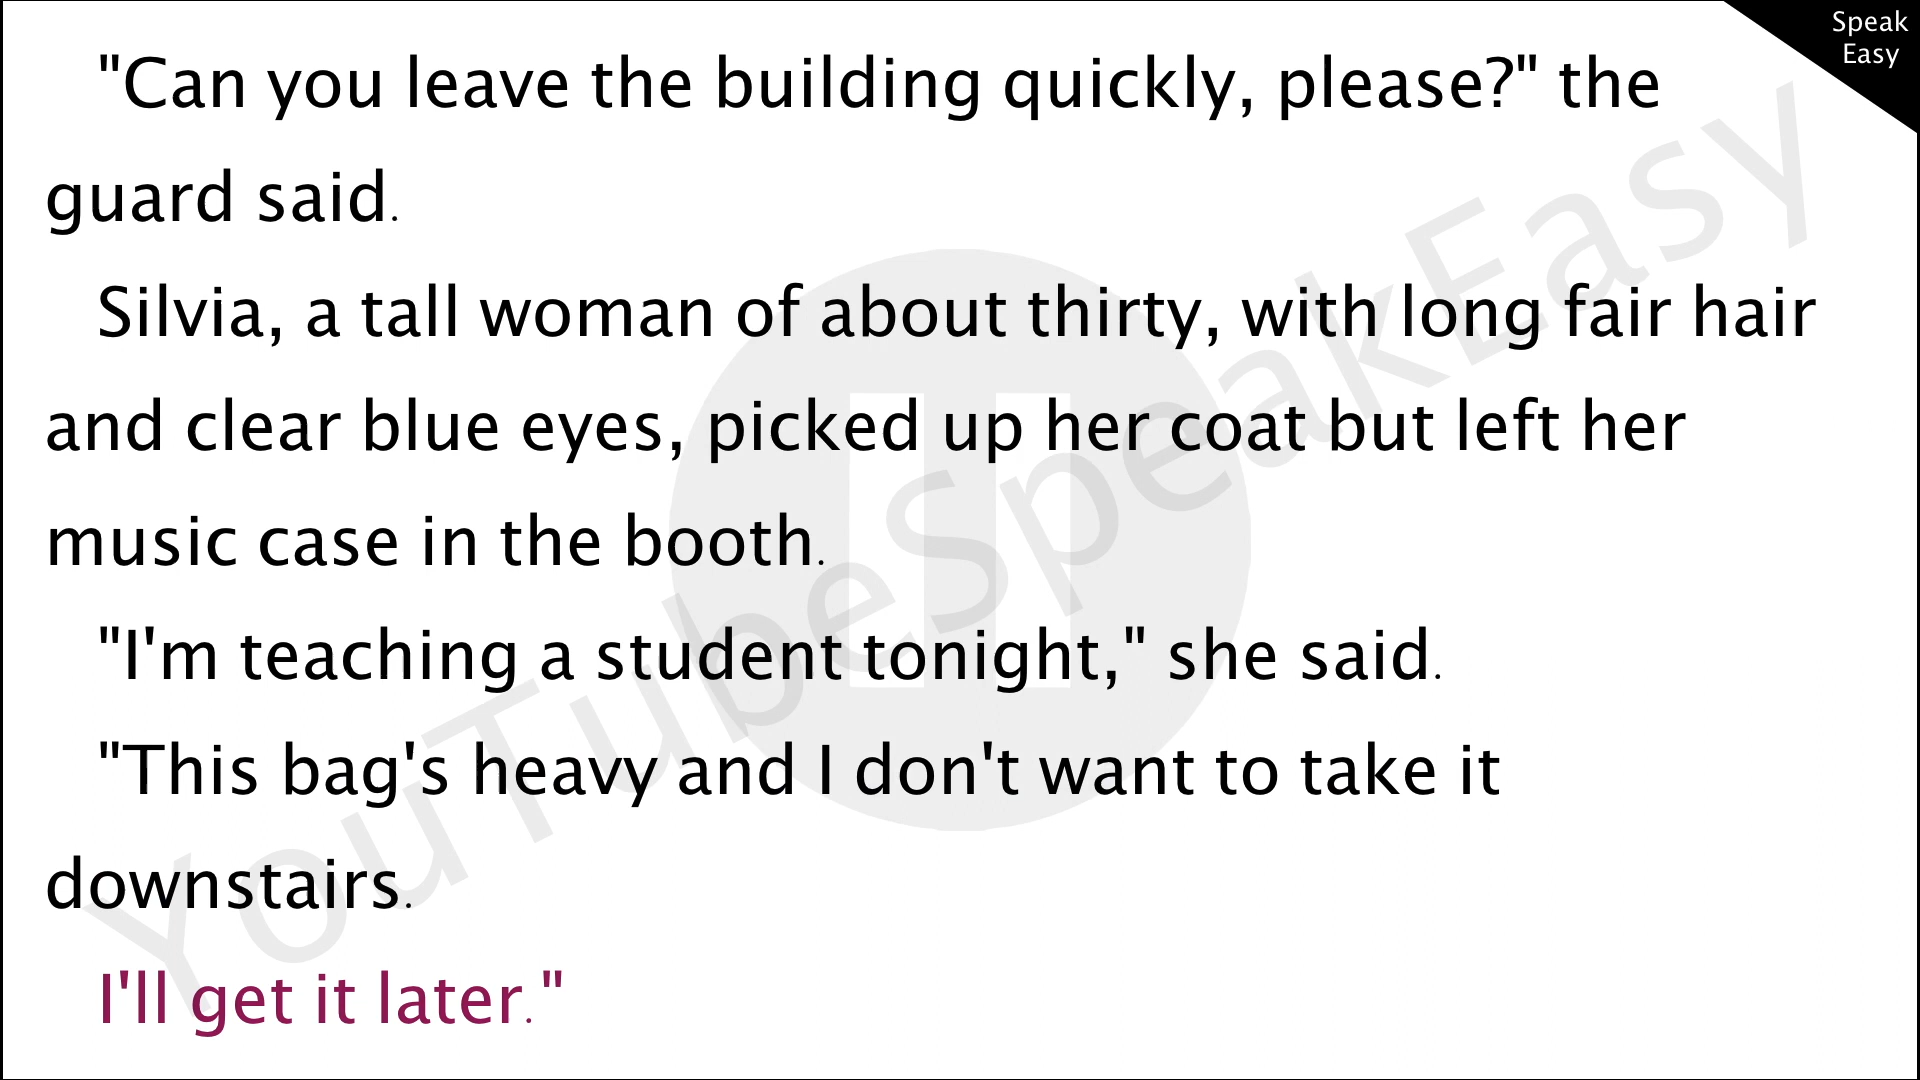 Speak
Easy
"Can you leave the building quickly, please?" the
guard said.
Silvia, a tall woman of about thirty, with long fair hair
and clear blue eyes, picked up her coat but left her
music case in the booth.
"I'm teaching a student tonight," she said.
"This bag's heavy and I don't want to take it
downstairs.
I'll get it later."
YouTubeSpeakEasy